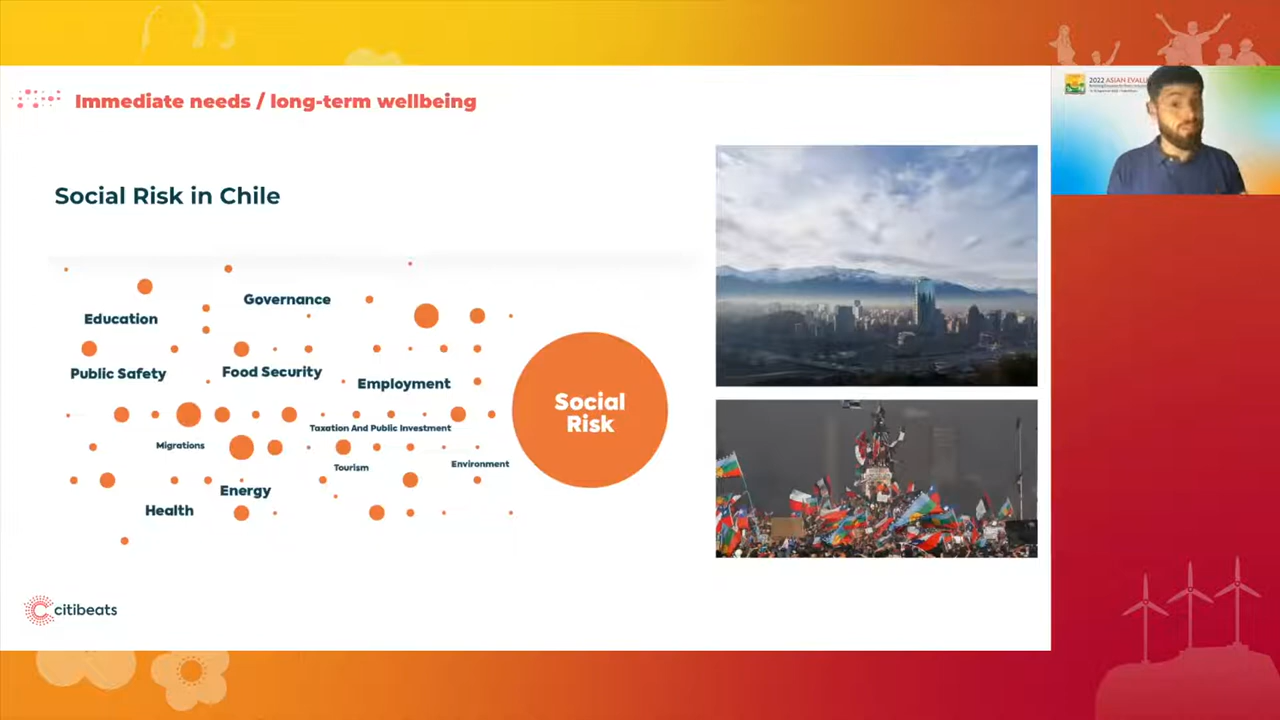 Immediate needs / long-term wellbeing
2022 ASIAN EVALU
Social Risk in Chile
Governance
Education
Food Security
Public Safety
Employment
Social
Risk
Taxation And Public Investment
Migrations
Environment
Tourism
Energy
Health
citibeats